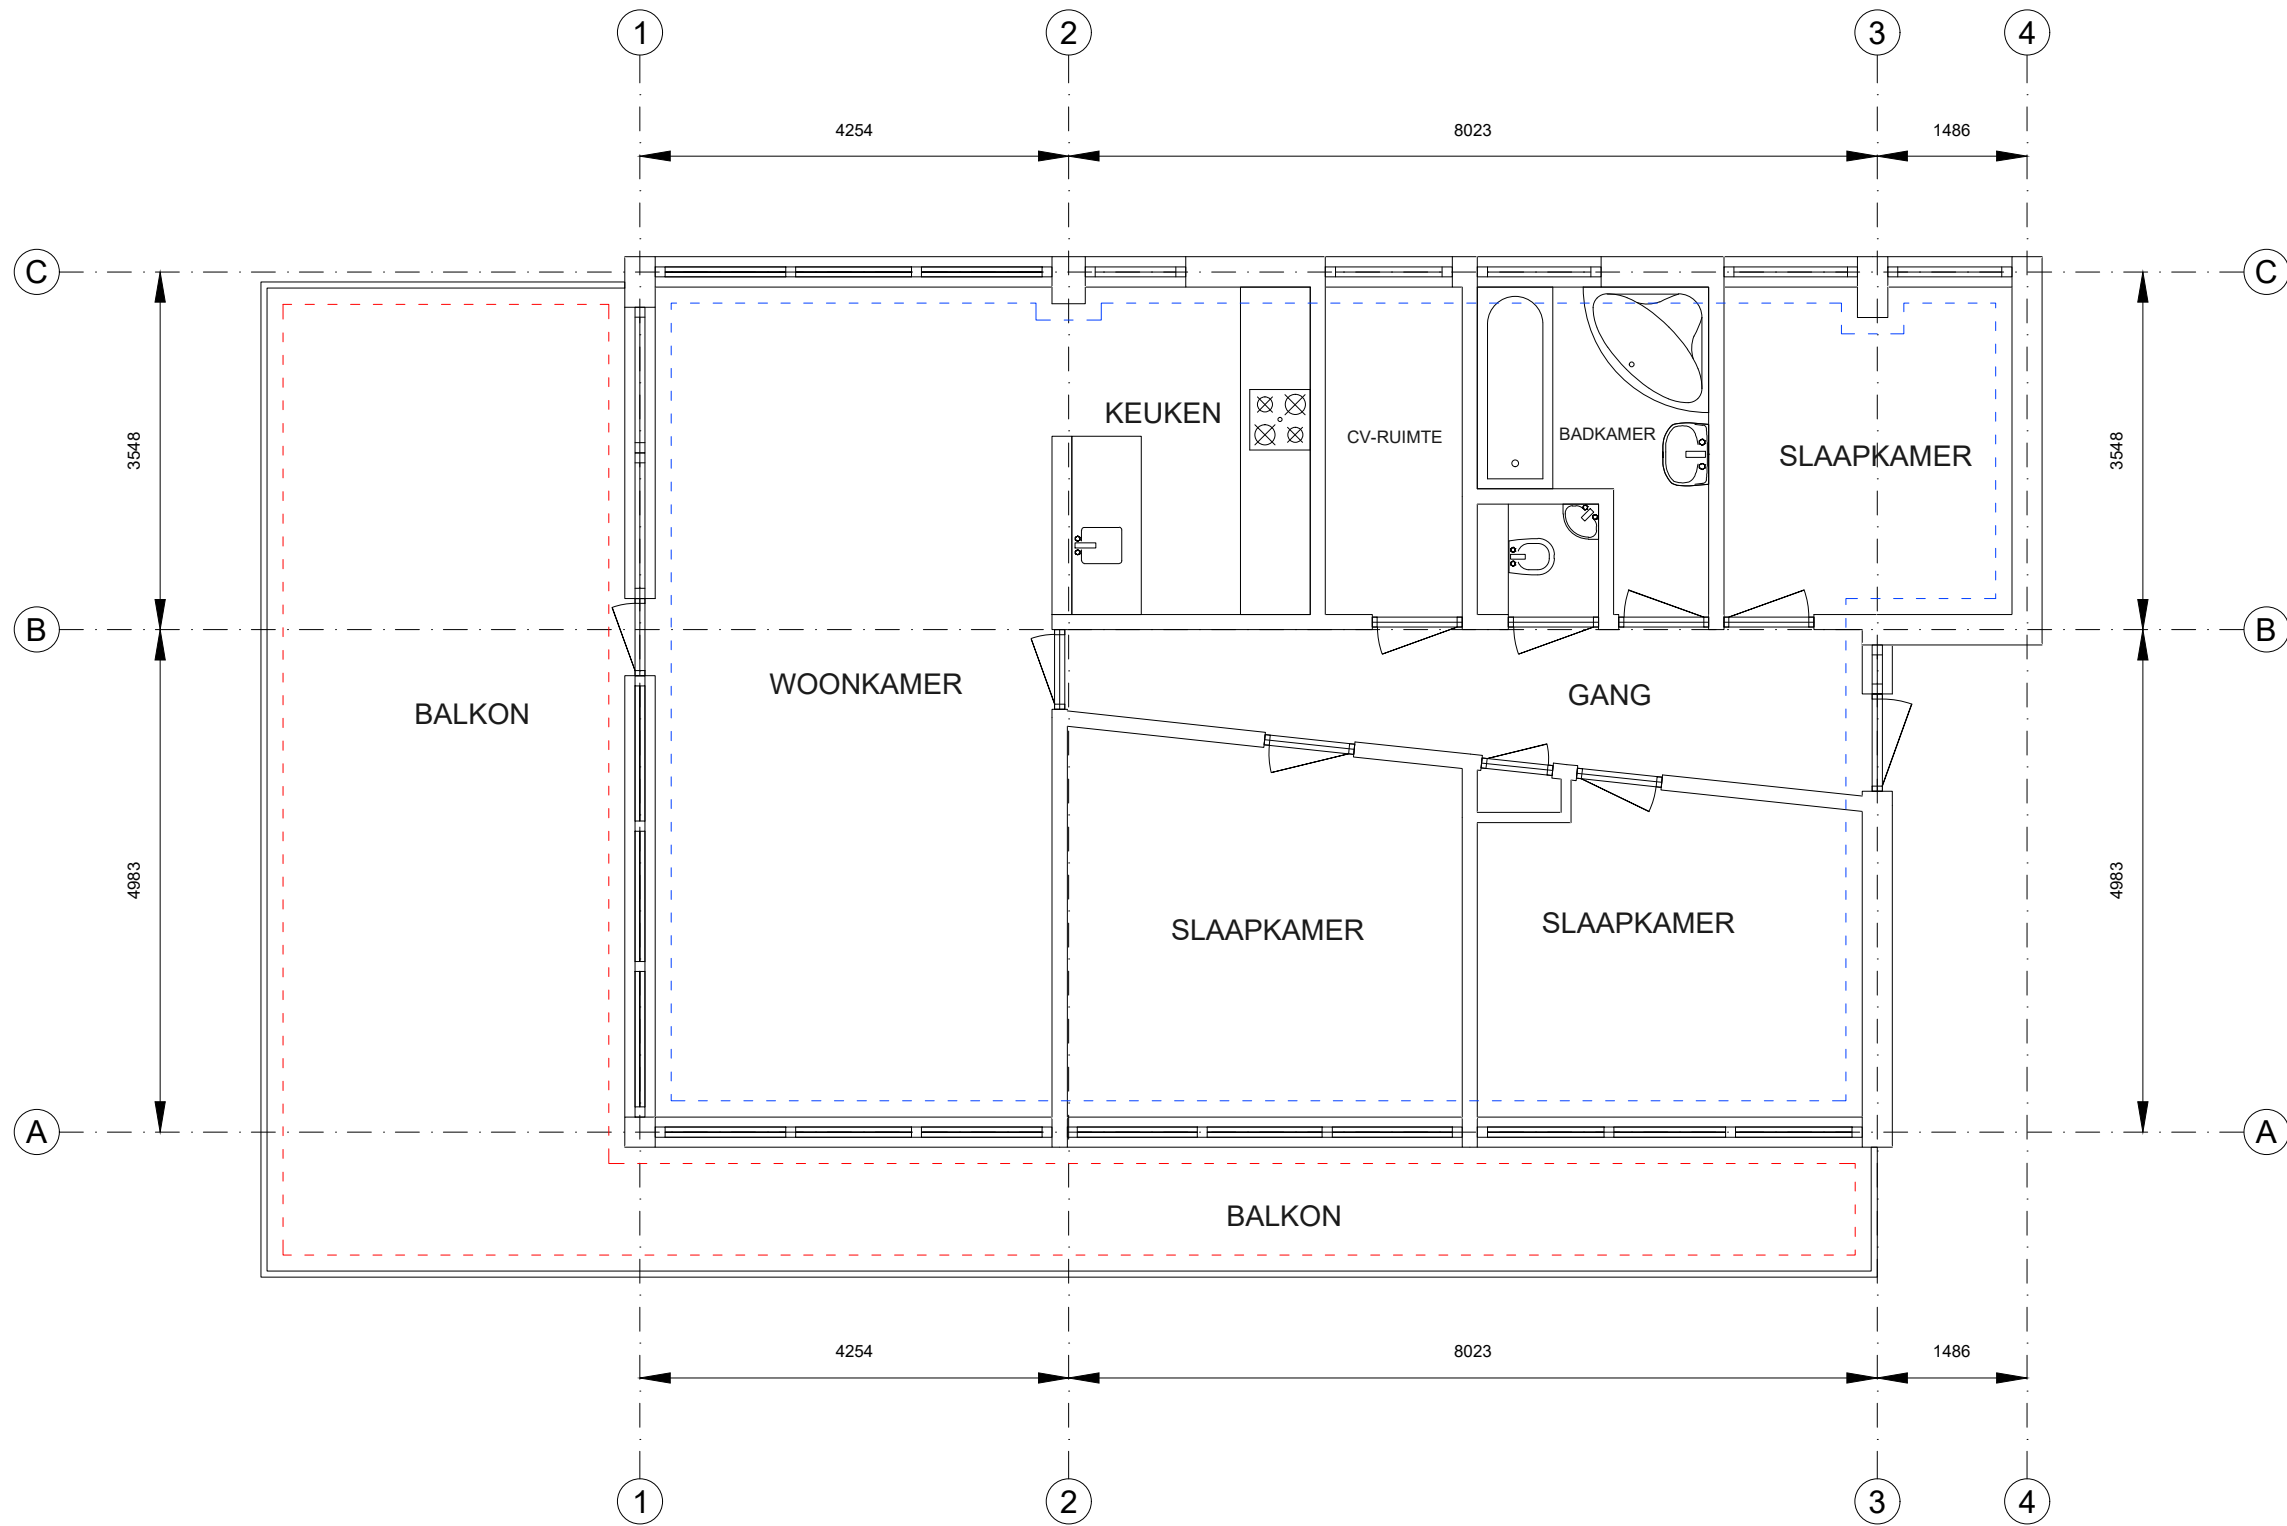 1 2 3 4
4254 8023 1486
C C
KEUKEN
CV-RUIMTE BADKAMER
3548 SLAAPKAMER 3548
B B
WOONKAMER
BALKON GANG
4983 4983
SLAAPKAMER SLAAPKAMER
A A
BALKON
4254 8023 1486
1 2 3 4